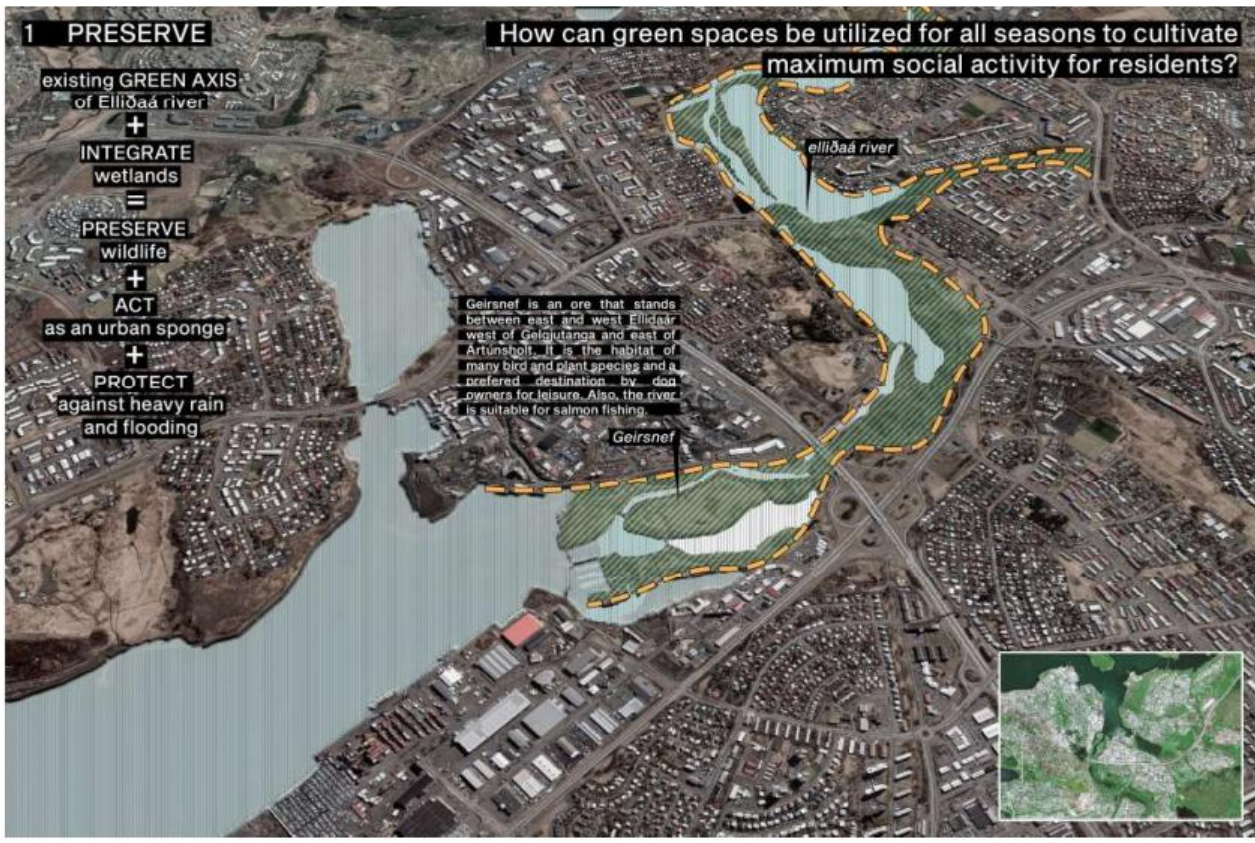 1 PRESERVE
How can green spaces be utilized for all seasons to cultivate
maximum social activity for residents?
existing GREEN AXIS
of Elliðaá river
+
INTEGRATE
wetlands
=
PRESERVE
wildlife
+
ACT
as an urban sponge
+
PROTECT
against heavy rain
and flooding
elliðaá river
Geirsnef is an ore that stands
between east and west Ellidaár
west of Gelgjutanga and east of
Ártúnsholt. It is the habitat of
many bird and plant species and a
prefered destination by dog
owners for leisure. Also, the river
is suitable for salmon fishing.
Geirsnef